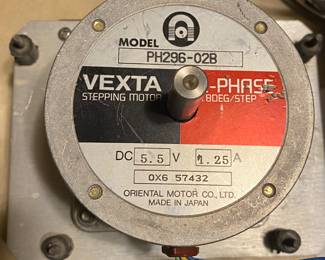 MODEL
PH296-02B
VEXTA -PHASE
STEPPING MOTOR .8DEG/STEP
DC 5.5 V 1.25 A
0X6 57432
ORIENTAL MOTOR CO., LTD.
MADE IN JAPAN